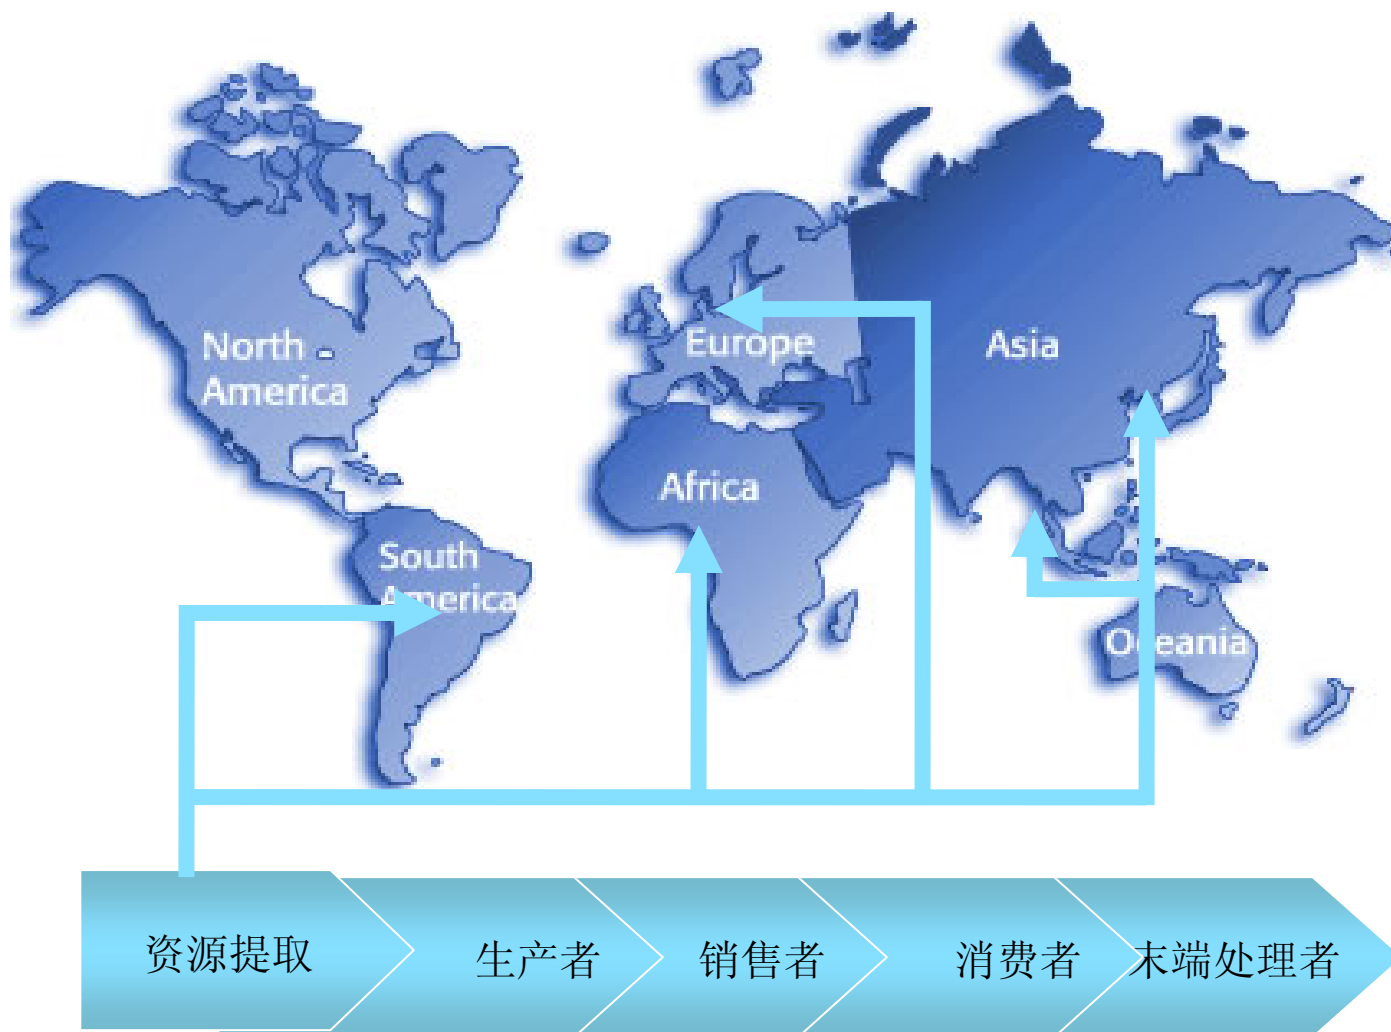 North
America
Europe
Asia
Africa
South
America
Oceania
资源提取
生产者
销售者
消费者
末端处理者